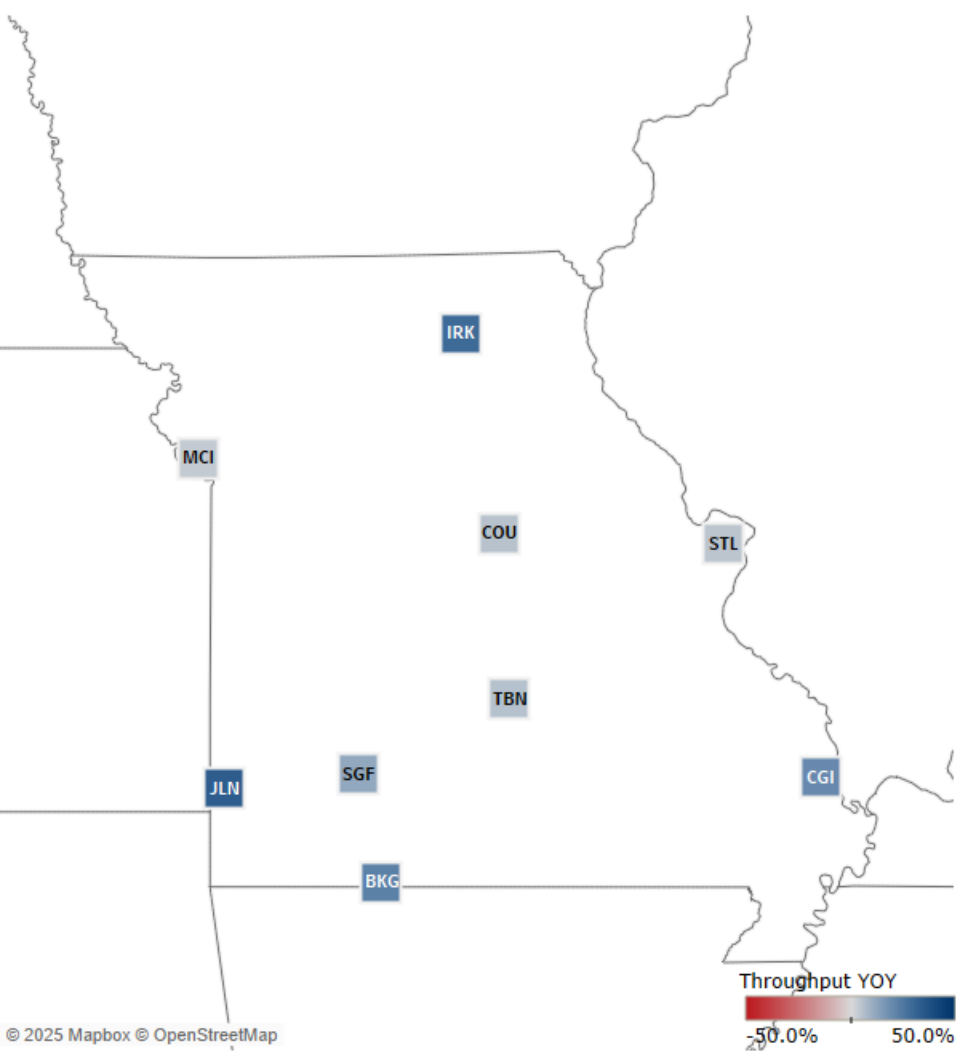 IRK
MCI
COU
STL
TBN
SGF
CGI
JLN
BKG
Throughput YOY
-50.0% 50.0%
© 2025 Mapbox © OpenStreetMap